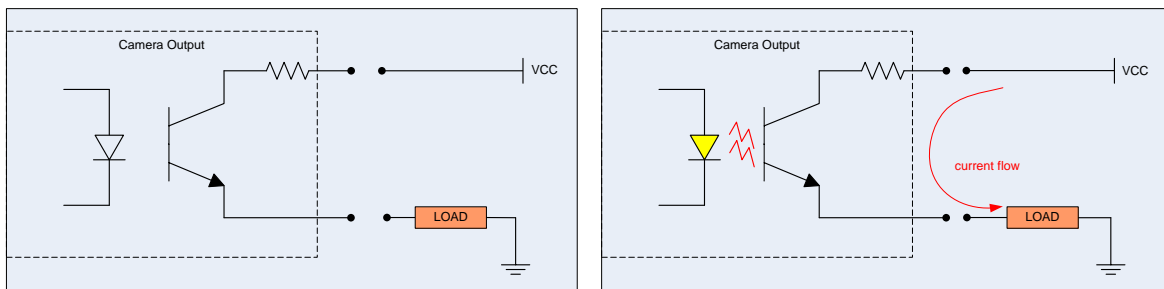 Camera Output
VCC
LOAD
Camera Output
VCC
current flow
LOAD